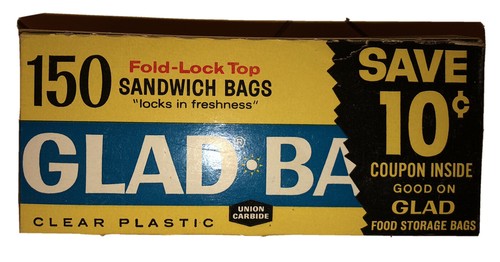 150
Fold-Lock Top
SANDWICH BAGS
"locks in freshness"
GLAD·BA
CLEAR PLASTIC
UNION
CARBIDE
SAVE
10¢
COUPON INSIDE
GOOD ON
GLAD
FOOD STORAGE BAGS